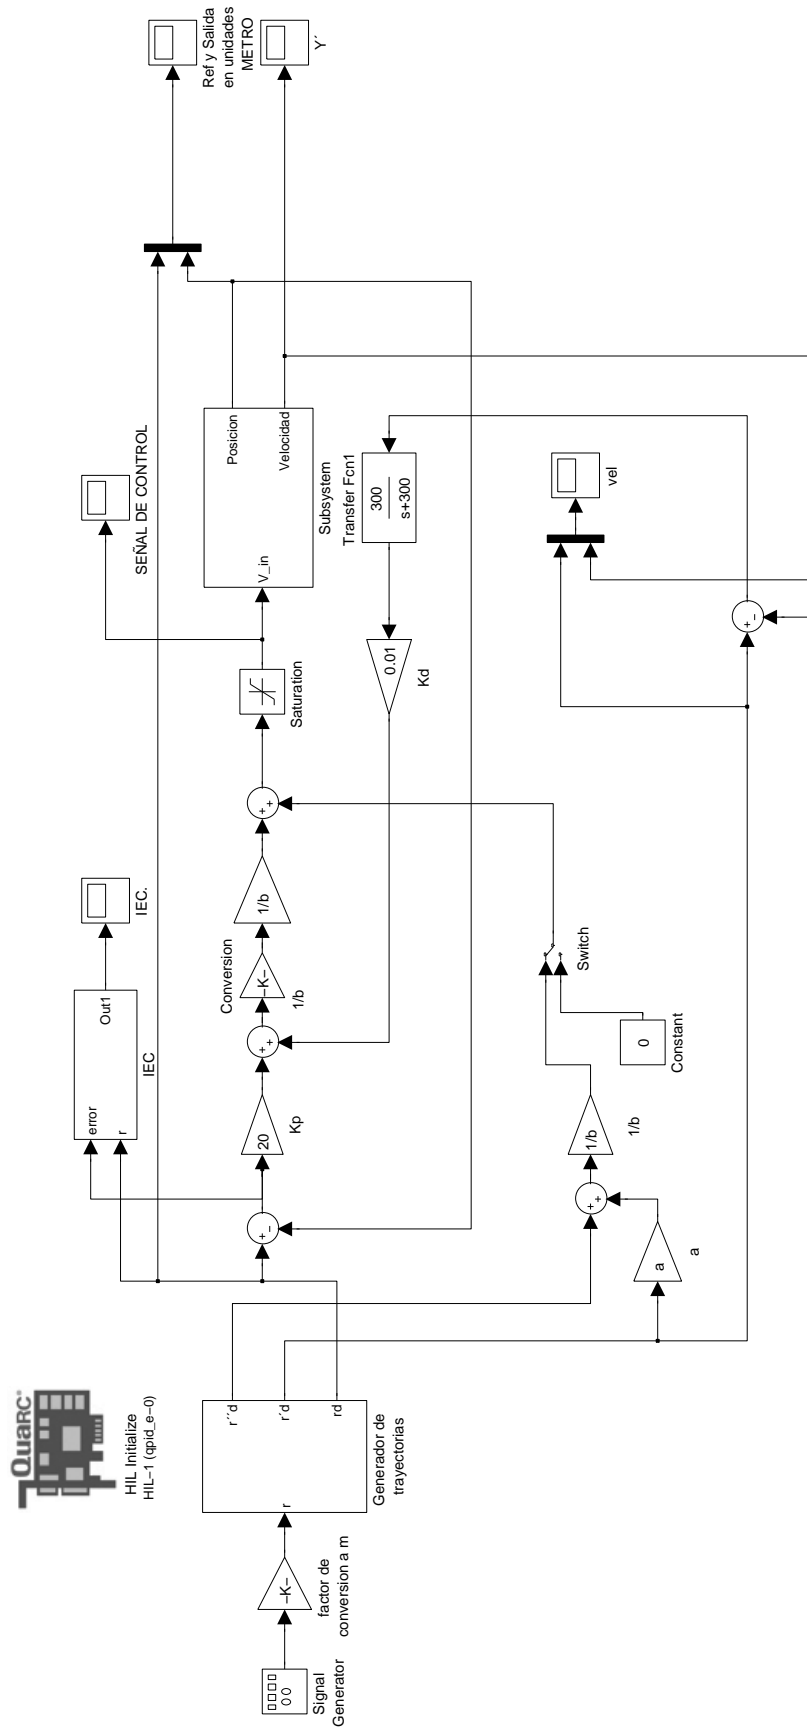 Signal
Generator
–K–
factor de
conversion a m
QUARC®
HIL Initialize
HIL–1 (qpid_e–0)
r
r´´d
r´d
rd
Generador de
trayectorias
error
r
Out1
IEC
IEC.
+
–
20
Kp
+
+
–K–
Conversion
1/b
1/b
+
+
Saturation
SEÑAL DE CONTROL
V_in
Posicion
Velocidad
Subsystem
Transfer Fcn1
300
s+300
0.01
Kd
Ref y Salida
en unidades
METRO
Y´
a
a
+
+
1/b
1/b
0
Constant
Switch
+
–
vel